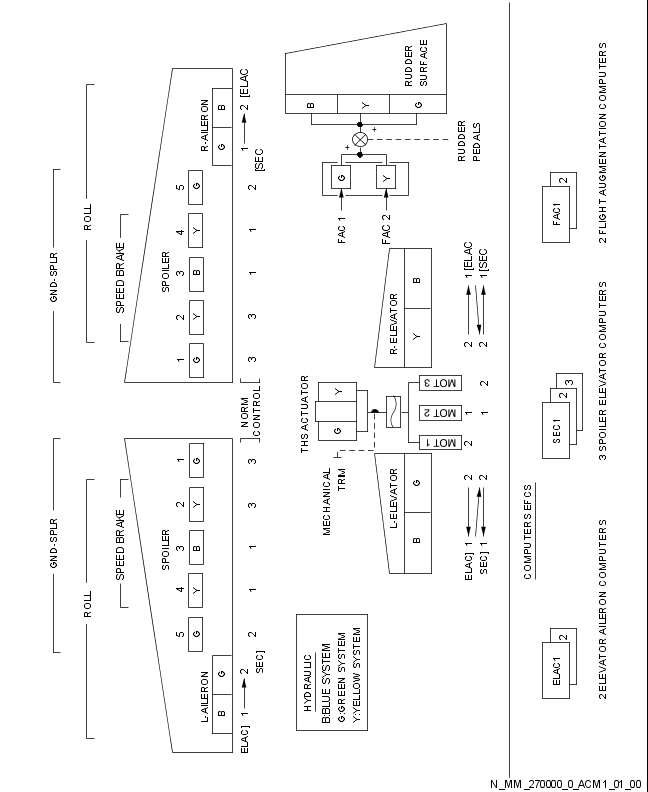 GND-SPLR
GND-SPLR
ROLL
ROLL
SPEED BRAKE
SPEED BRAKE
SPOILER
SPOILER
5 4 3 2 1
1 2 3 4 5
G Y B Y G
G Y B Y G
L-AILERON
R-AILERON
B G
G B
ELAC] 1 2
1 2 [ELAC
SEC] 2 1 1 3 3
NORM
CONTROL
3 3 1 1 2 [SEC
HYDRAULIC
B:BLUE SYSTEM
G:GREEN SYSTEM
Y:YELLOW SYSTEM
THS ACTUATOR
G Y
MECHANICAL
TRIM
MOT 1 MOT 2 MOT 3
2 1
1 2
L-ELEVATOR
B G
R-ELEVATOR
Y B
ELAC] 1 2
SEC] 1 2
2 1 [ELAC
2 1 [SEC
FAC 1
FAC 2
G
Y
+
+
RUDDER
PEDALS
B
Y
G
RUDDER
SURFACE
COMPUTERS EFCS
ELAC1 2
2 ELEVATOR AILERON COMPUTERS
SEC1 2 3
3 SPOILER ELEVATOR COMPUTERS
FAC1 2
2 FLIGHT AUGMENTATION COMPUTERS
N_MM_270000_0_ACM1_01_00